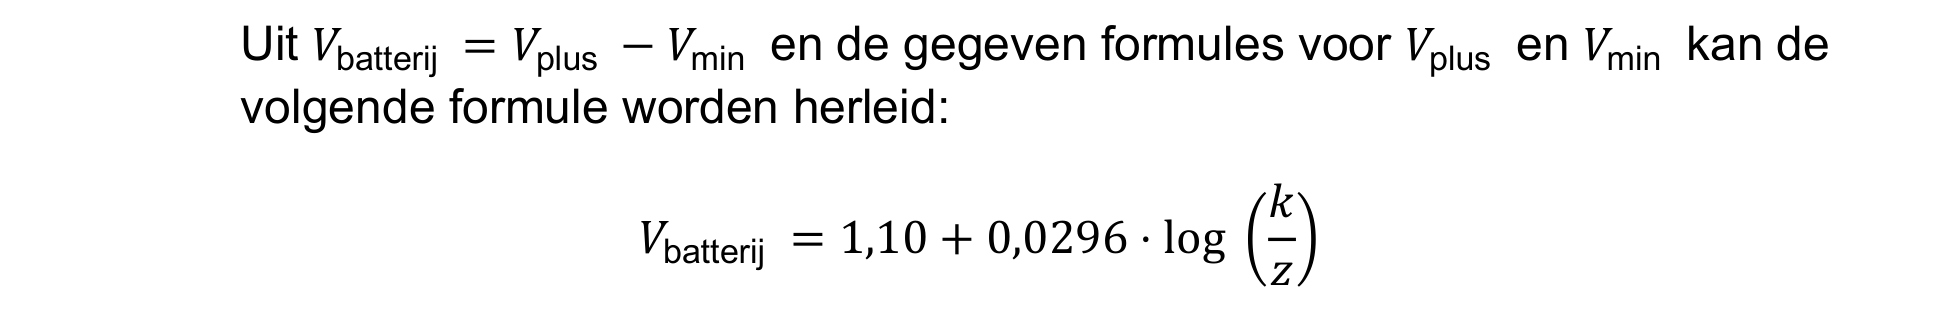 Uit V_batterij = V_plus − V_min en de gegeven formules voor V_plus en V_min kan de
volgende formule worden herleid:
V_batterij = 1,10 + 0,0296 · log (k/z)